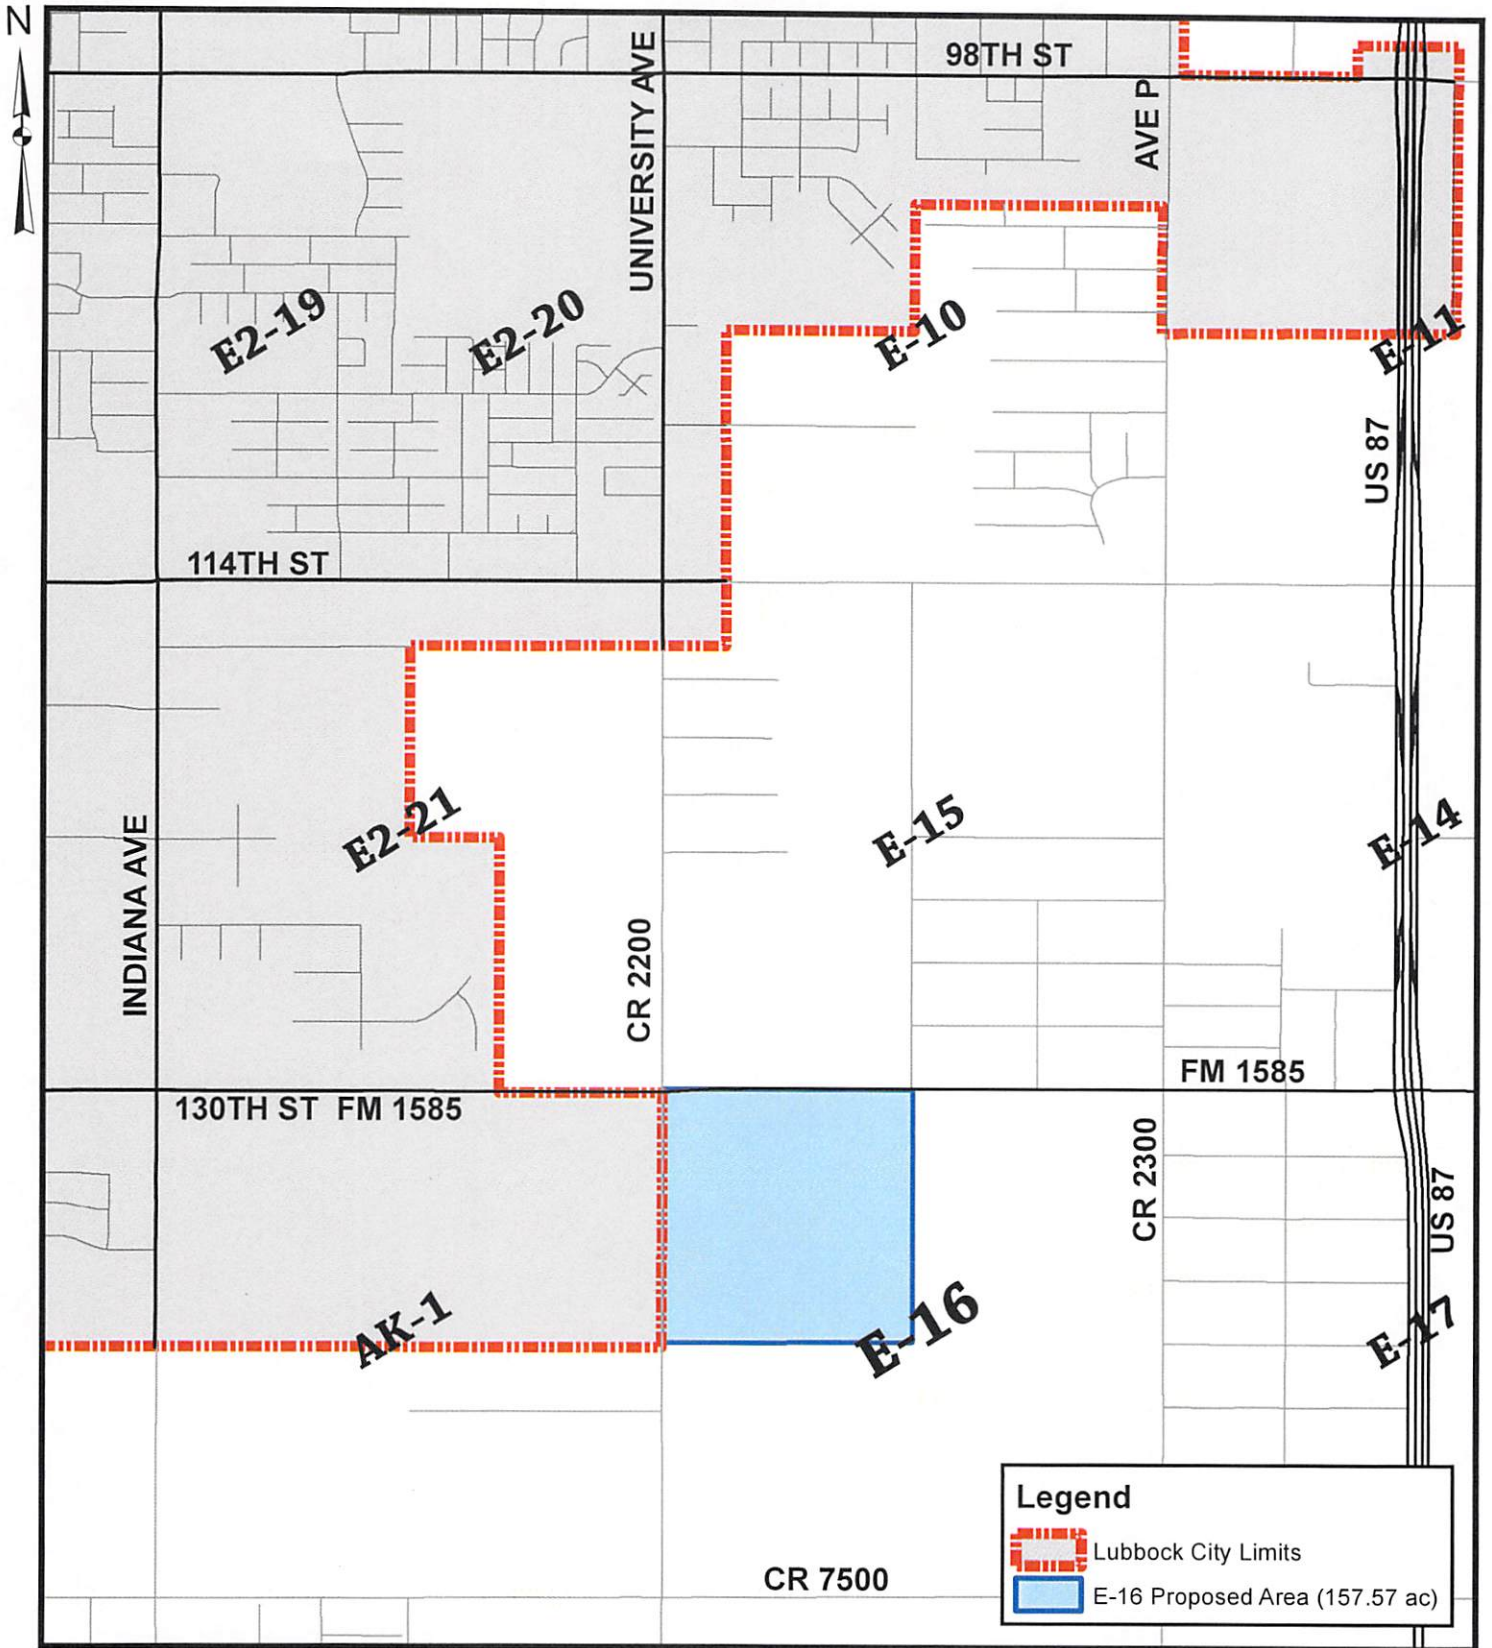 N
98TH ST
UNIVERSITY AVE
AVE P
E2-19
E2-20
E-10
E-11
US 87
114TH ST
INDIANA AVE
E2-21
E-15
E-14
CR 2200
FM 1585
130TH ST FM 1585
CR 2300
US 87
AK-1
E-16
E-17
Legend
Lubbock City Limits
E-16 Proposed Area (157.57 ac)
CR 7500